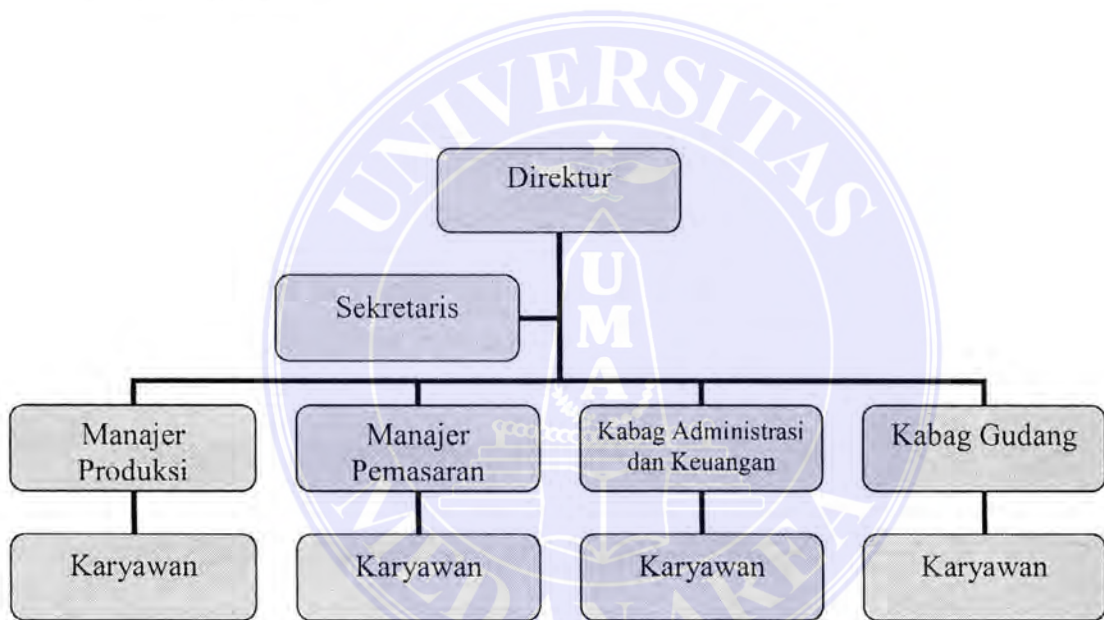 UNIVERSITAS
Direktur
UMA
Sekretaris
Manajer
Produksi
Manajer
Pemasaran
Kabag Administrasi
dan Keuangan
Kabag Gudang
Karyawan
Karyawan
Karyawan
Karyawan
MEDAN AREA